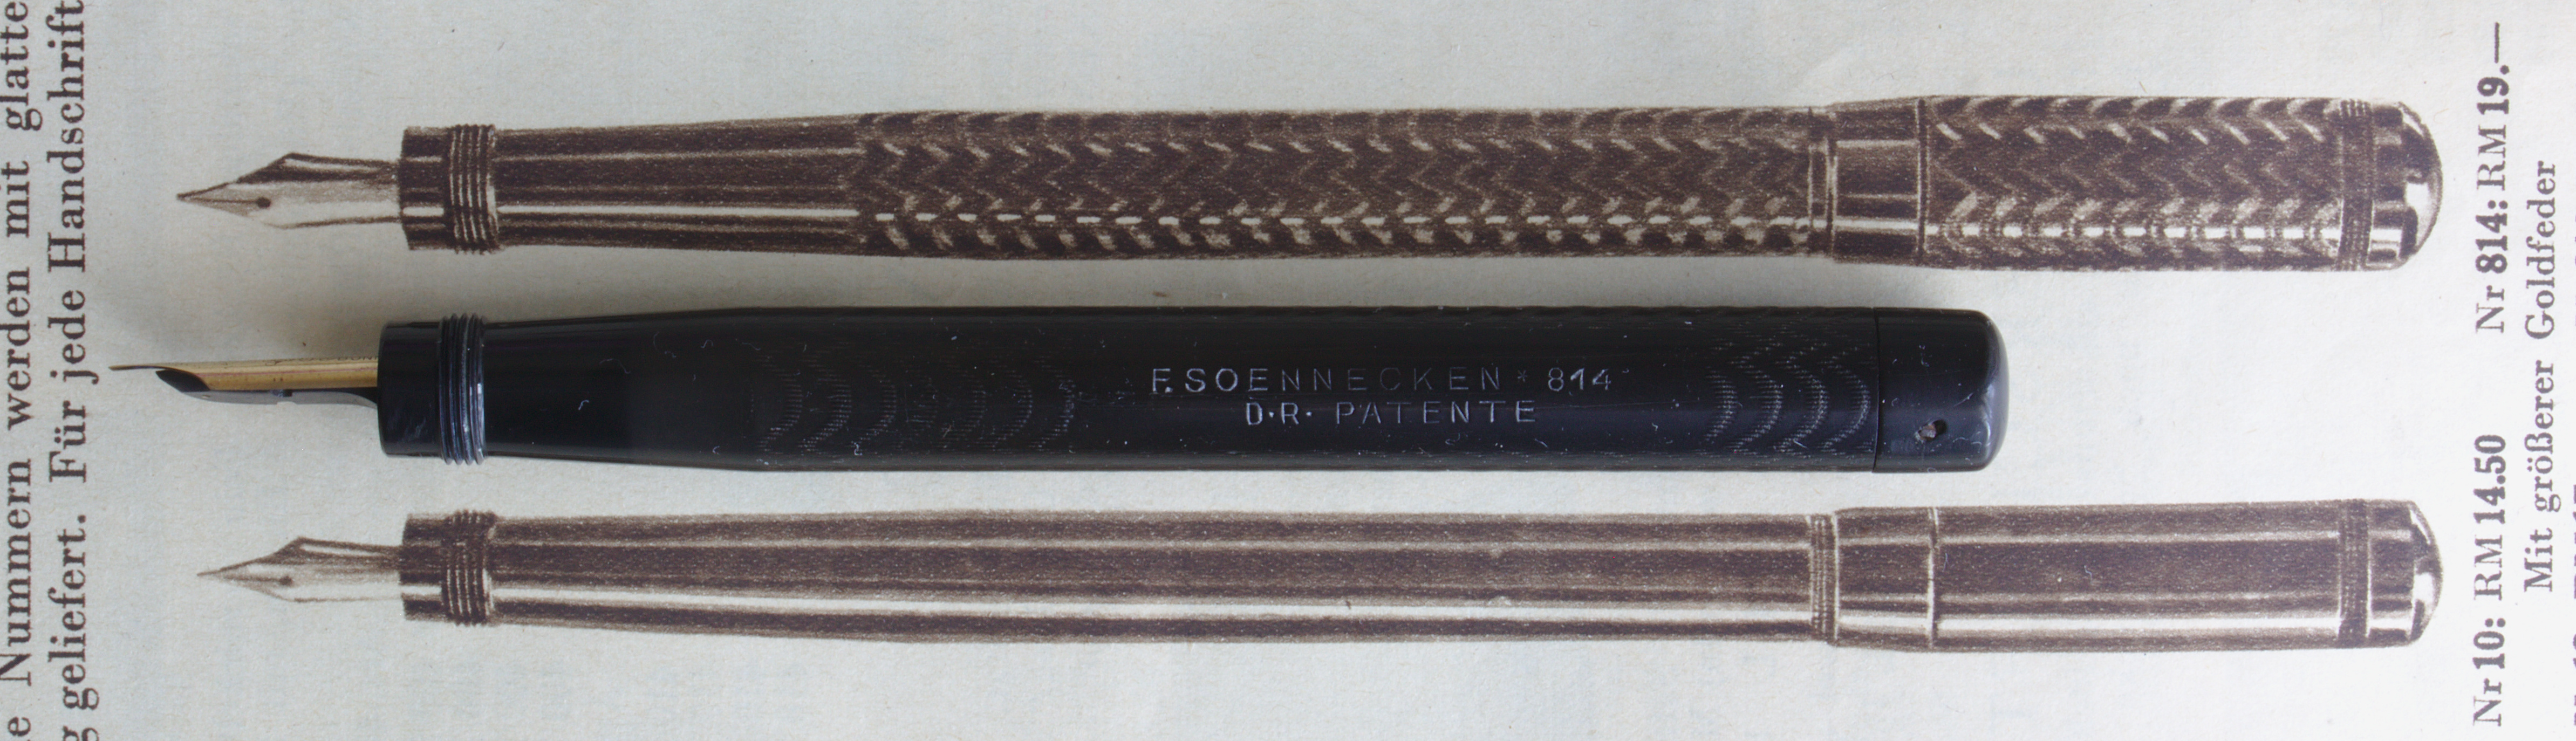 e Nummern werden mit glatte
g geliefert. Für jede Handschrift
F. SOENNECKEN * 814
D·R· PATENTE
Nr 10: RM 14.50 Nr 814: RM 19.—
Mit größerer Goldfeder